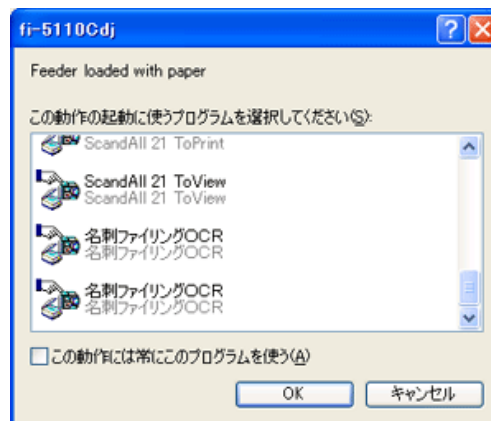 fi-5110Cdj
Feeder loaded with paper
この動作の起動に使うプログラムを選択してください(S):
ScandAll 21 ToPrint
ScandAll 21 ToView
ScandAll 21 ToView
名刺ファイリングOCR
名刺ファイリングOCR
名刺ファイリングOCR
名刺ファイリングOCR
この動作には常にこのプログラムを使う(A)
OK キャンセル